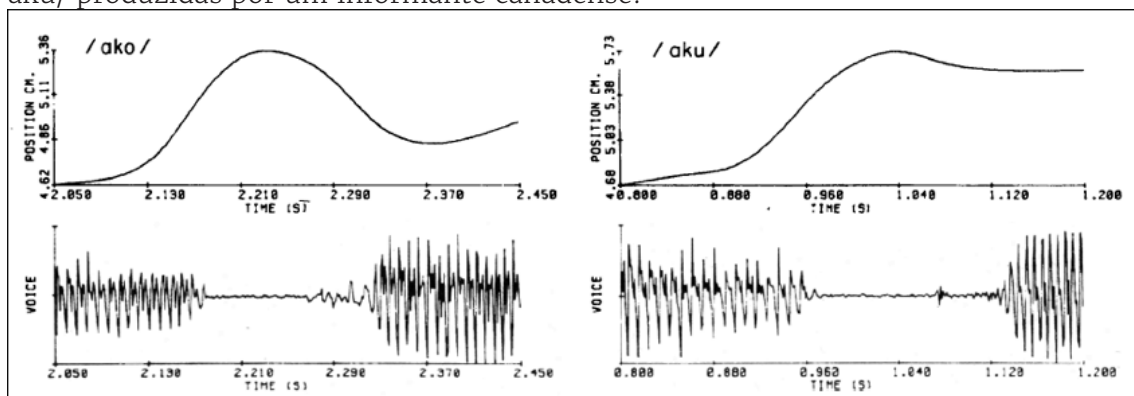 aku/ produzidas por um informante canadense.
/ako/
POSITION CM.
4.62 4.86 5.11 5.36
2.050 2.130 2.210 2.290 2.370 2.450
TIME (S)
VOICE
2.050 2.130 2.210 2.290 2.370 2.450
TIME (S)
/aku/
POSITION CM.
4.68 5.03 5.38 5.73
0.800 0.880 0.960 1.040 1.120 1.200
TIME (S)
VOICE
0.800 0.880 0.960 1.040 1.120 1.200
TIME (S)